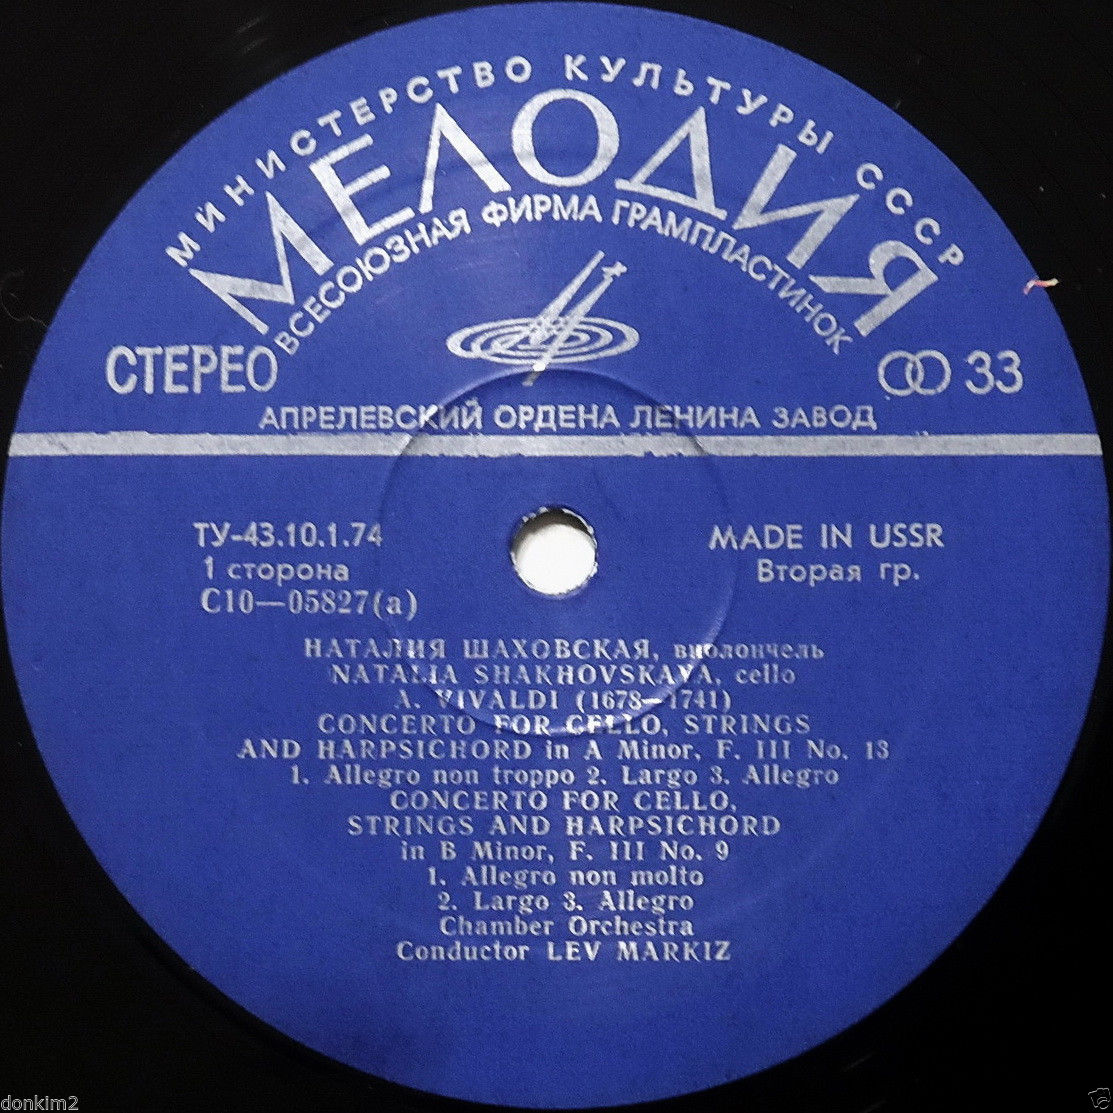 МИНИСТЕРСТВО КУЛЬТУРЫ СССР
МЕЛОДИЯ
ВСЕСОЮЗНАЯ ФИРМА ГРАМПЛАСТИНОК
СТЕРЕО
33
АПРЕЛЕВСКИЙ ОРДЕНА ЛЕНИНА ЗАВОД
ТУ-43.10.1.74
1 сторона
С10—05827(а)
MADE IN USSR
Вторая гр.
НАТАЛИЯ ШАХОВСКАЯ, виолончель
NATALIA SHAKHOVSKAYA, cello
A. VIVALDI (1678—1741)
CONCERTO FOR CELLO, STRINGS
AND HARPSICHORD in A Minor, F. III No. 13
1. Allegro non troppo 2. Largo 3. Allegro
CONCERTO FOR CELLO,
STRINGS AND HARPSICHORD
in B Minor, F. III No. 9
1. Allegro non molto
2. Largo 3. Allegro
Chamber Orchestra
Conductor LEV MARKIZ
donkim2